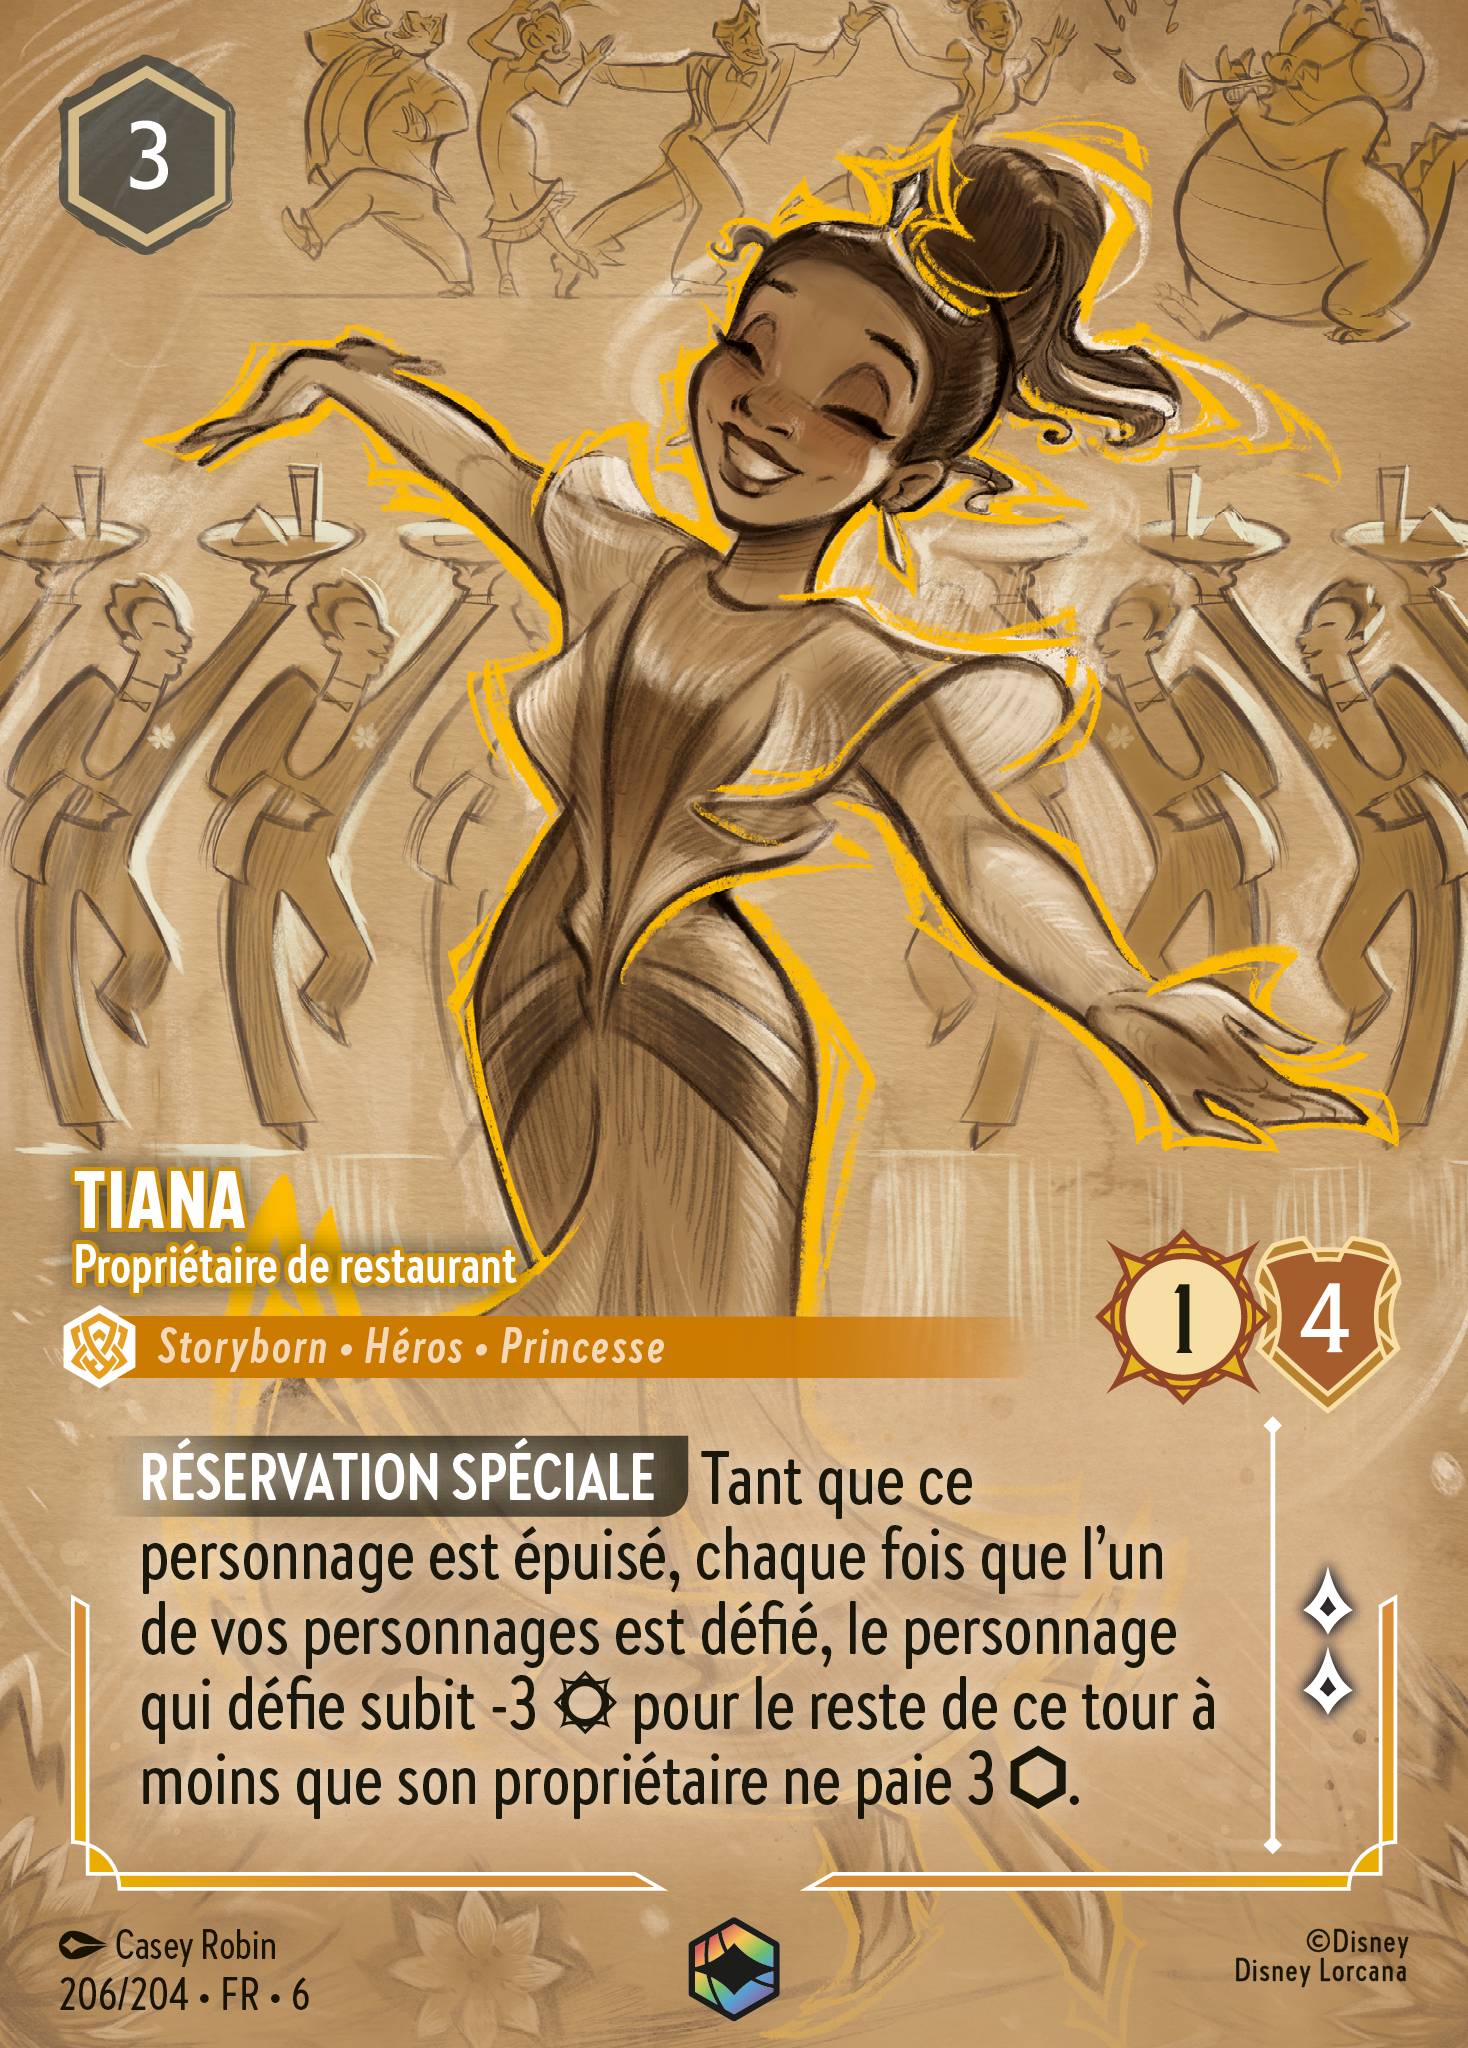 3
TIANA
Propriétaire de restaurant
Storyborn • Héros • Princesse
1
4
RÉSERVATION SPÉCIALE Tant que ce
personnage est épuisé, chaque fois que l’un
de vos personnages est défié, le personnage
qui défie subit -3 pour le reste de ce tour à
moins que son propriétaire ne paie 3 .
Casey Robin
206/204 • FR • 6
©Disney
Disney Lorcana